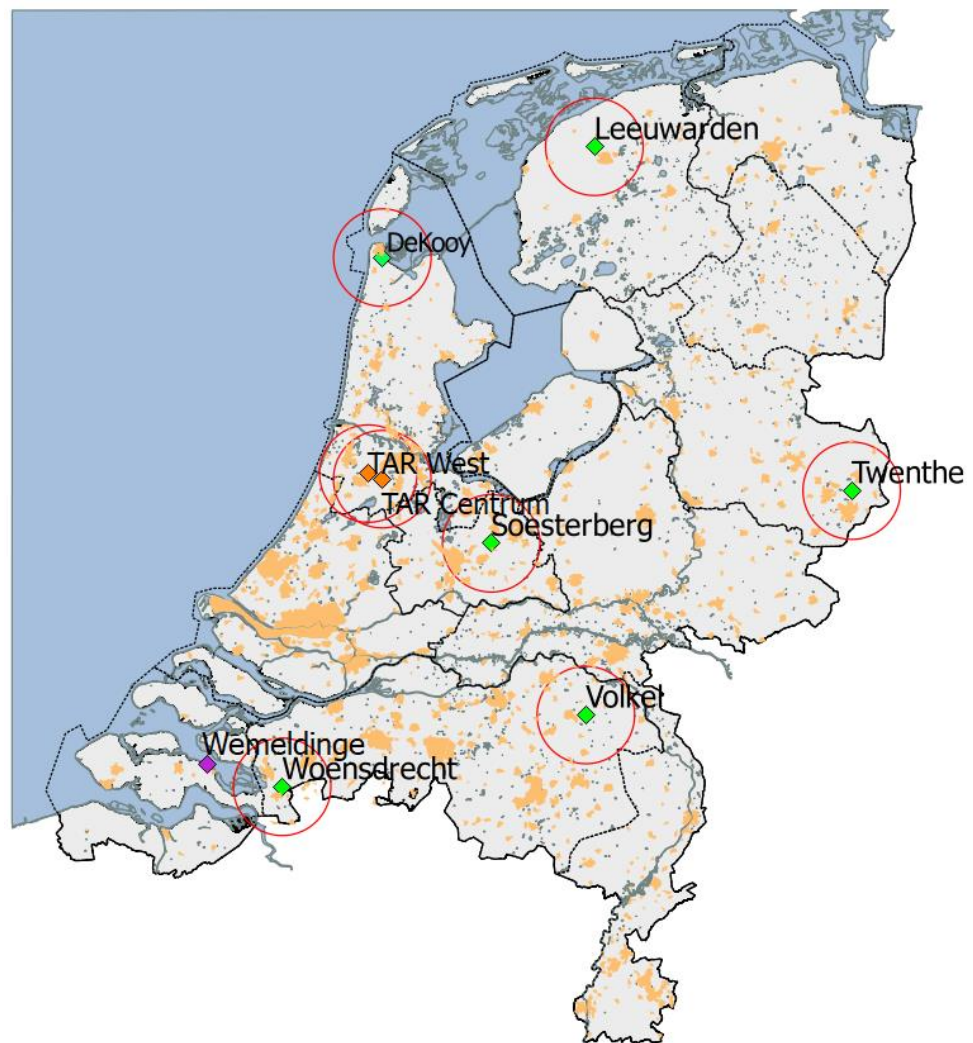 Leeuwarden
DeKooy
TAR West
Twenthe
TAR Centrum
Soesterberg
Volkel
Wemeldinge
Woensdrecht